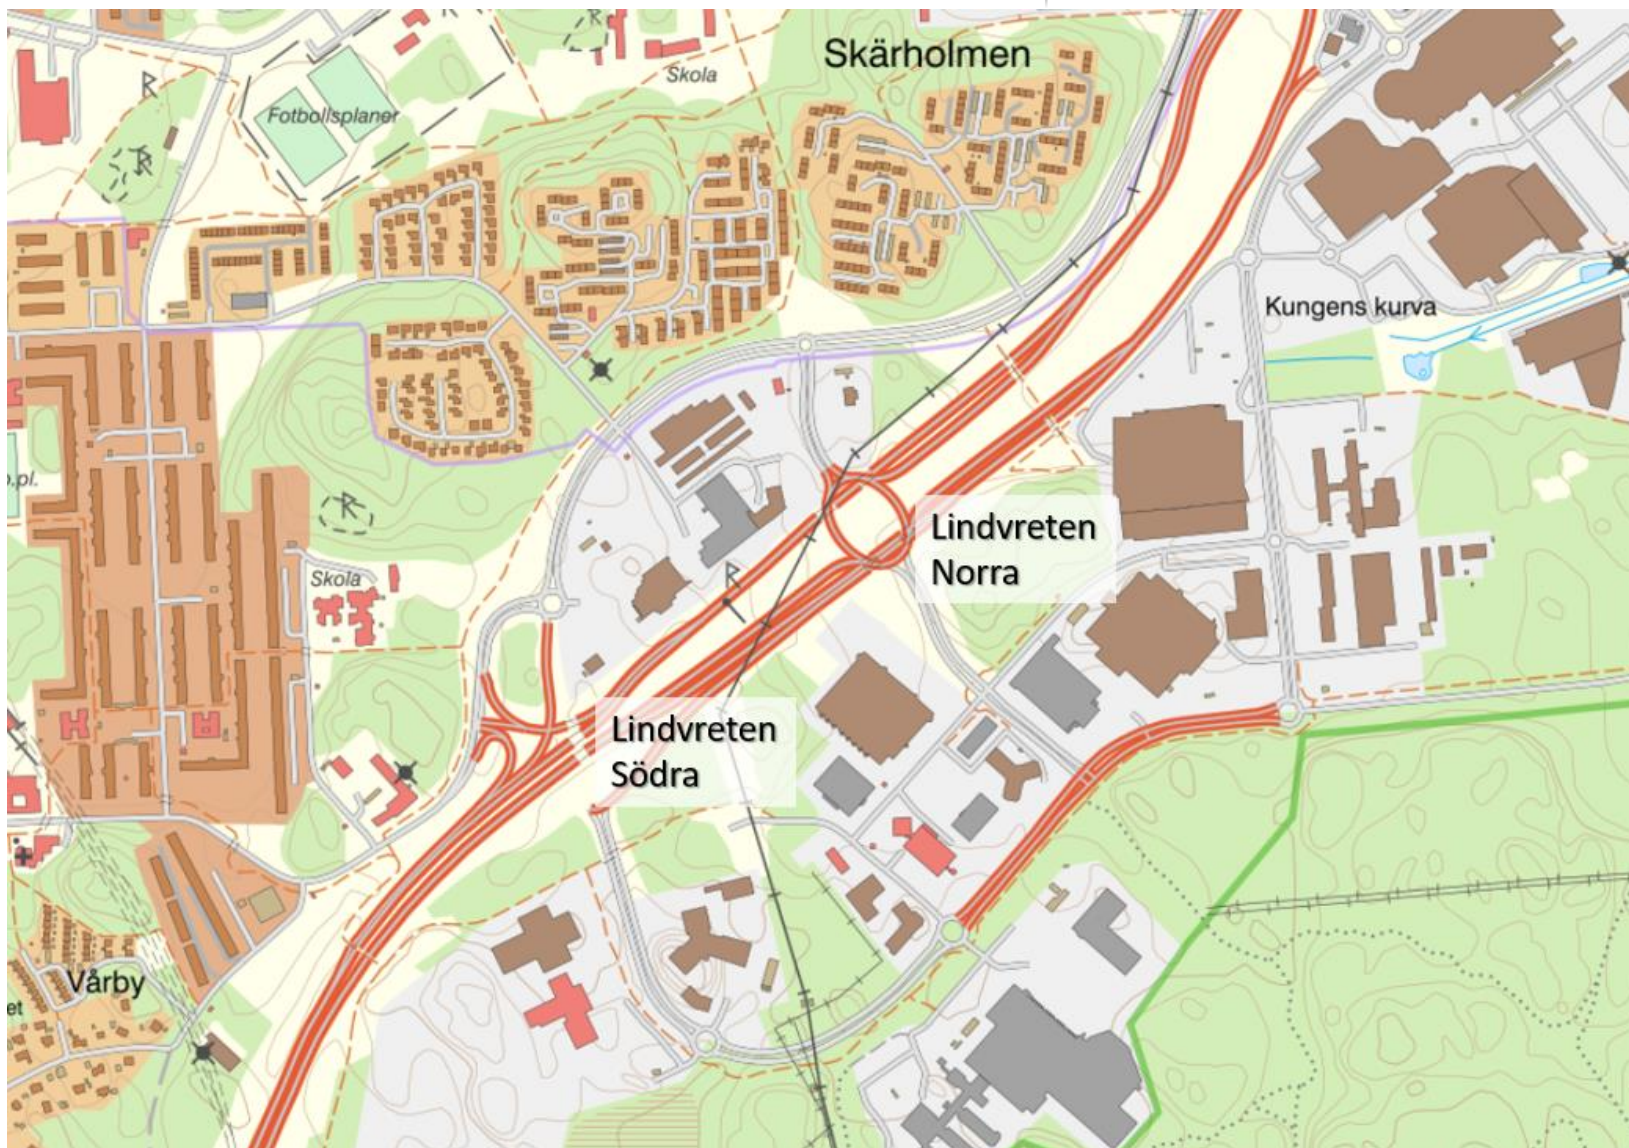 Skärholmen
Skola
Fotbollsplaner
Kungens kurva
Lindvreten
Norra
Skola
Lindvreten
Södra
Vårby